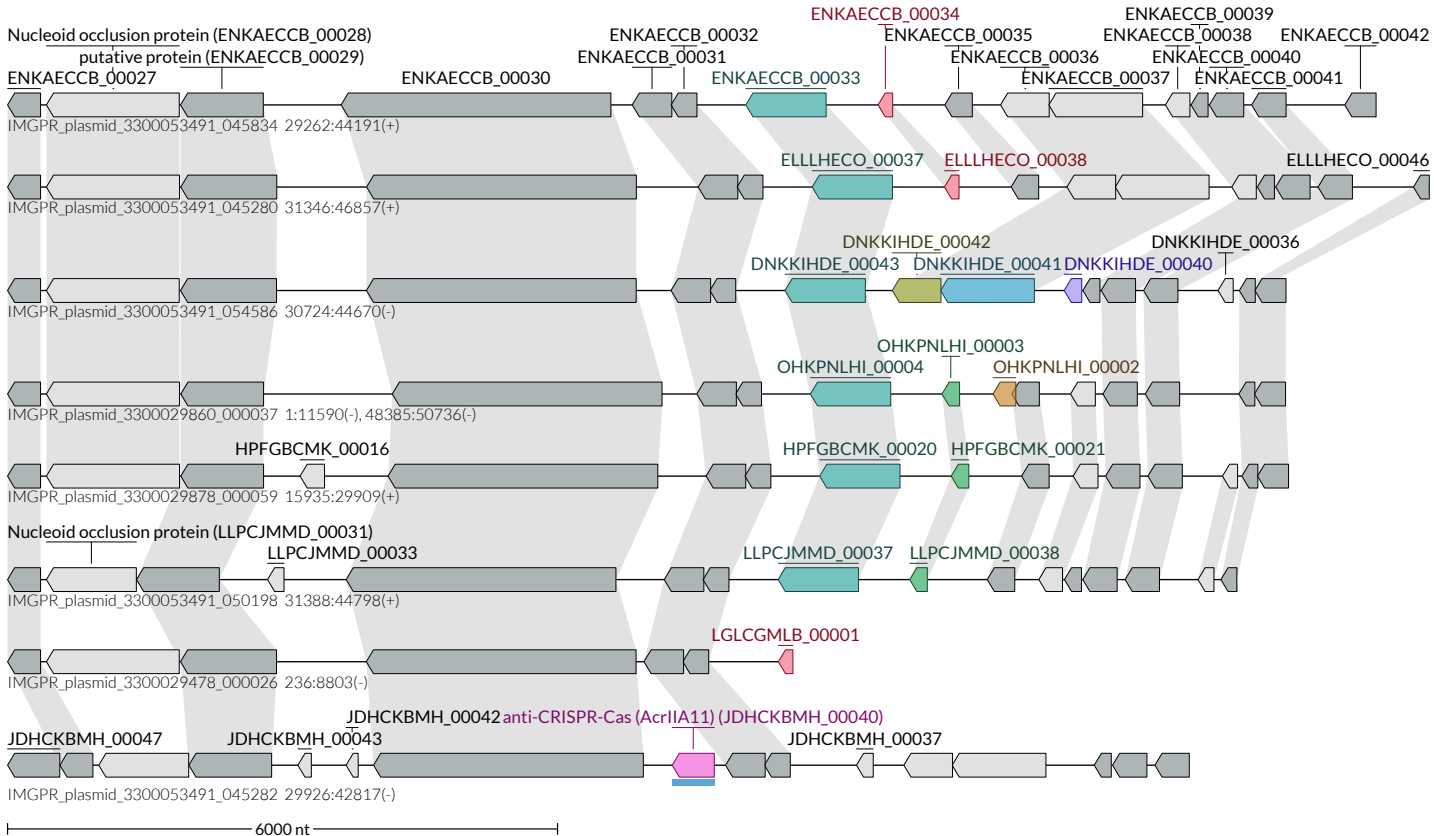 ENKAECCB_00034 ENKAECCB_00039
Nucleoid occlusion protein (ENKAECCB_00028) ENKAECCB_00032 ENKAECCB_00035 ENKAECCB_00038 ENKAECCB_00042
putative protein (ENKAECCB_00029) ENKAECCB_00031 ENKAECCB_00036 ENKAECCB_00040
ENKAECCB_00027 ENKAECCB_00030 ENKAECCB_00033 ENKAECCB_00037 ENKAECCB_00041
IMGPR_plasmid_3300053491_045834 29262:44191(+)
ELLLHECO_00037 ELLLHECO_00038 ELLLHECO_00046
IMGPR_plasmid_3300053491_045280 31346:46857(+)
DNKKIHDE_00042 DNKKIHDE_00036
DNKKIHDE_00043 DNKKIHDE_00041 DNKKIHDE_00040
IMGPR_plasmid_3300053491_054586 30724:44670(-)
OHKPNLHI_00003
OHKPNLHI_00004 OHKPNLHI_00002
IMGPR_plasmid_3300029860_000037 1:11590(-), 48385:50736(-)
HPFGBCMK_00016 HPFGBCMK_00020 HPFGBCMK_00021
IMGPR_plasmid_3300029878_000059 15935:29909(+)
Nucleoid occlusion protein (LLPCJMMD_00031)
LLPCJMMD_00033 LLPCJMMD_00037 LLPCJMMD_00038
IMGPR_plasmid_3300053491_050198 31388:44798(+)
LGLCGMLB_00001
IMGPR_plasmid_3300029478_000026 236:8803(-)
JDHCKBMH_00042 anti-CRISPR-Cas (AcrIIA11) (JDHCKBMH_00040)
JDHCKBMH_00047 JDHCKBMH_00043 JDHCKBMH_00037
IMGPR_plasmid_3300053491_045282 29926:42817(-)
6000 nt